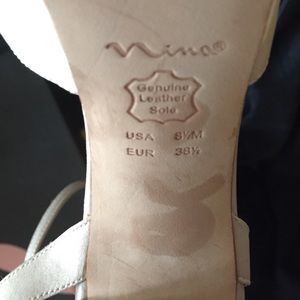 nina®
Genuine
Leather
Sole
USA 8½M
EUR 38½